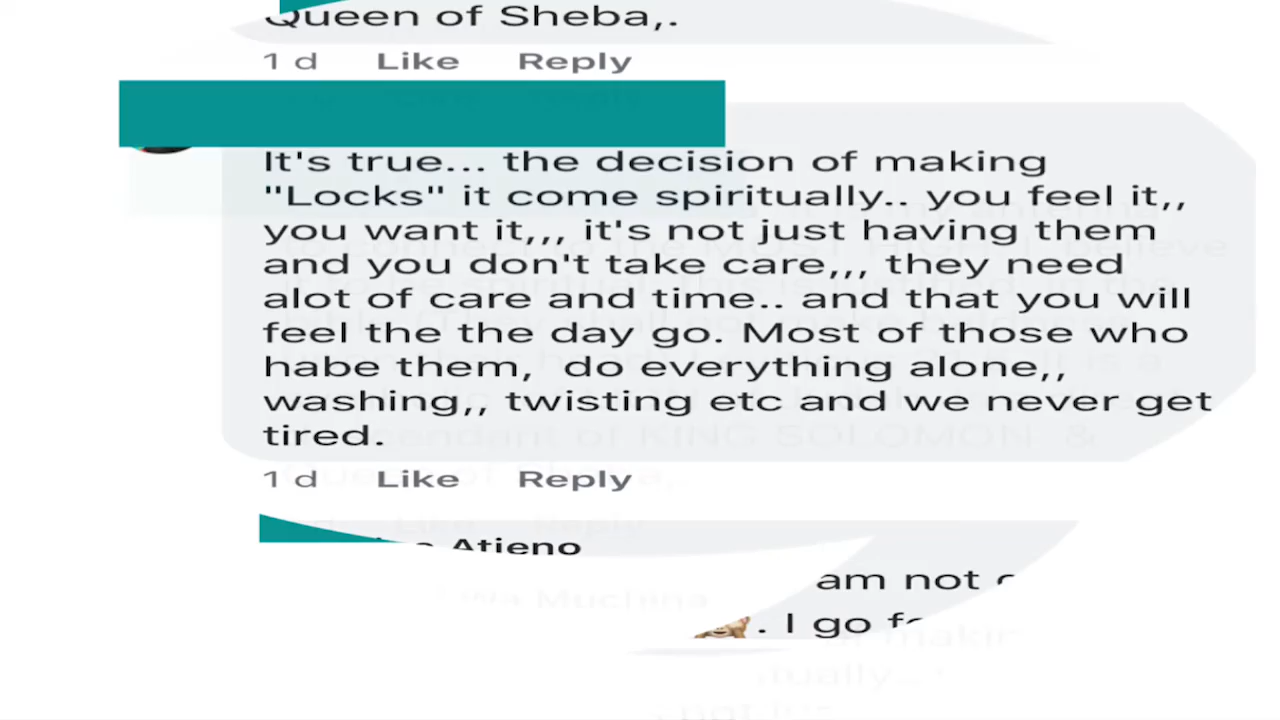 Queen of Sheba,.
1 d Like Reply
It's true... the decision of making
"Locks" it come spiritually.. you feel it,,
you want it,,, it's not just having them
and you don't take care,,, they need
alot of care and time.. and that you will
feel the the day go. Most of those who
habe them, do everything alone,,
washing,, twisting etc and we never get
tired.
1 d Like Reply
Atieno
am not
. I go